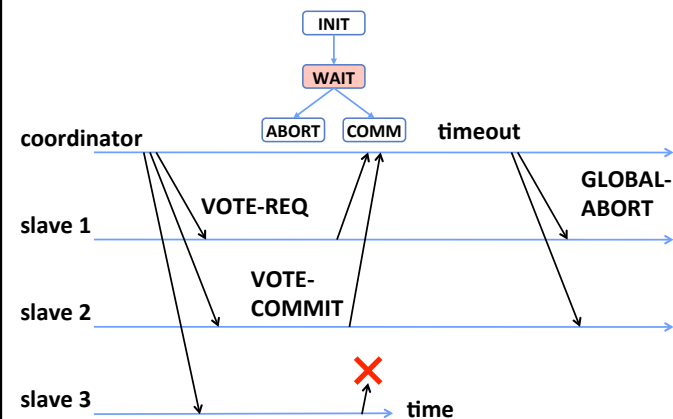 INIT
WAIT
ABORT
COMM
coordinator
timeout
VOTE-REQ
GLOBAL-
ABORT
slave 1
VOTE-
COMMIT
slave 2
slave 3
time